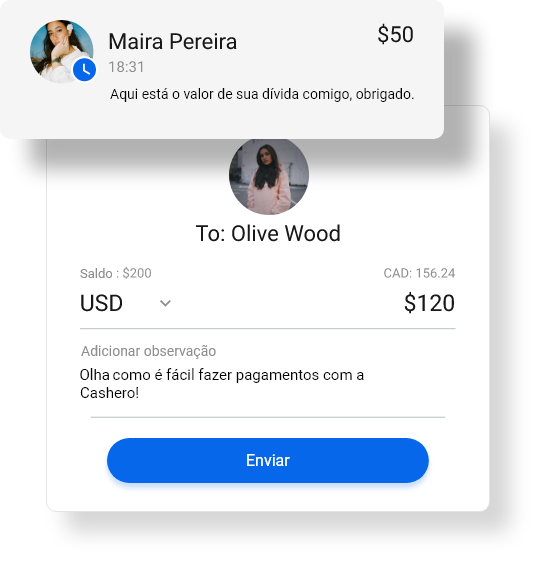 Maira Pereira
$50
18:31
Aqui está o valor de sua dívida comigo, obrigado.
To: Olive Wood
Saldo : $200
CAD: 156.24
USD
$120
Adicionar observação
Olha como é fácil fazer pagamentos com a
Cashero!
Enviar